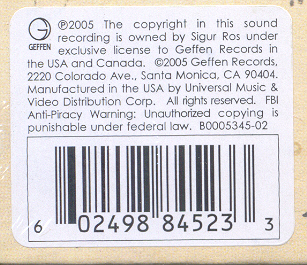 GEFFEN
℗2005 The copyright in this sound
recording is owned by Sigur Ros under
exclusive license to Geffen Records in
the USA and Canada. ©2005 Geffen Records,
2220 Colorado Ave., Santa Monica, CA 90404.
Manufactured in the USA by Universal Music &
Video Distribution Corp. All rights reserved. FBI
Anti-Piracy Warning: Unauthorized copying is
punishable under federal law. B0005345-02
6 02498 84523 3